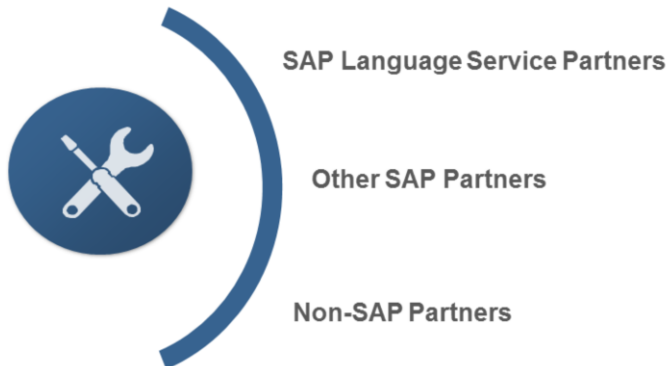 SAP Language Service Partners
Other SAP Partners
Non-SAP Partners